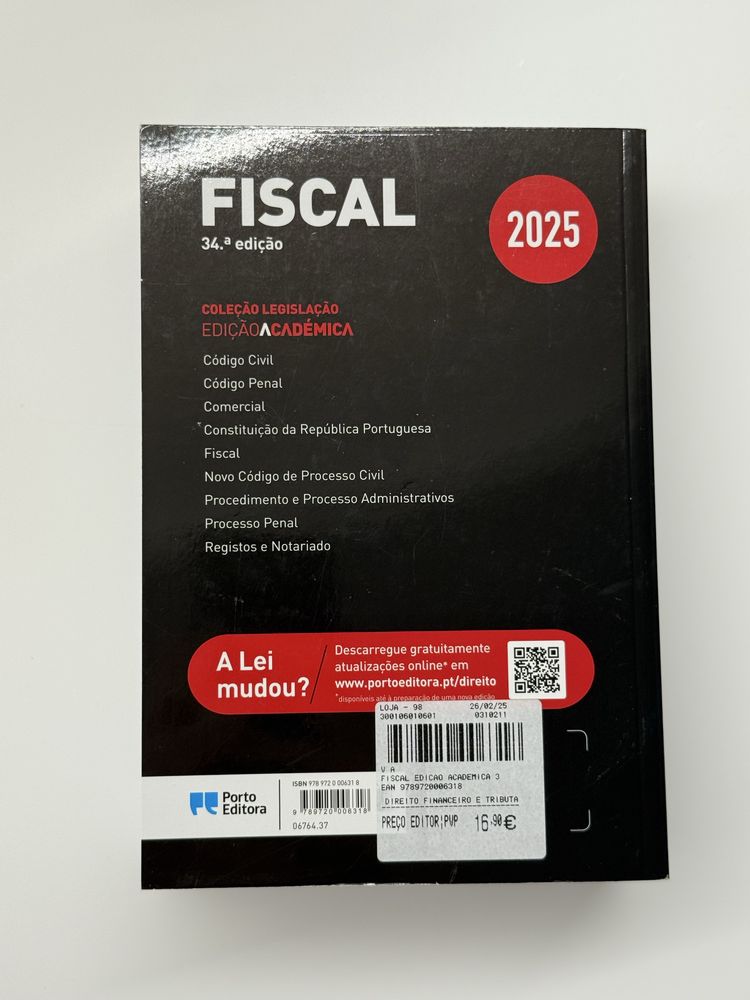 FISCAL
34.ª edição
2025
COLEÇÃO LEGISLAÇÃO
EDIÇÃOACADÉMICA
Código Civil
Código Penal
Comercial
Constituição da República Portuguesa
Fiscal
Novo Código de Processo Civil
Procedimento e Processo Administrativos
Processo Penal
Registos e Notariado
A Lei
mudou?
Descarregue gratuitamente
atualizações online* em
www.portoeditora.pt/direito
*disponíveis até à preparação de uma nova edição
LOJA - 98 26/02/25
300106010601 0310211
V A
FISCAL EDICAO ACADEMICA 3
EAN 9789720006318
DIREITO FINANCEIRO E TRIBUTA
PREÇO EDITOR|PVP 16,90€
Porto
Editora
ISBN 978 972 0 00631 8
9 789720 006318
06764.37